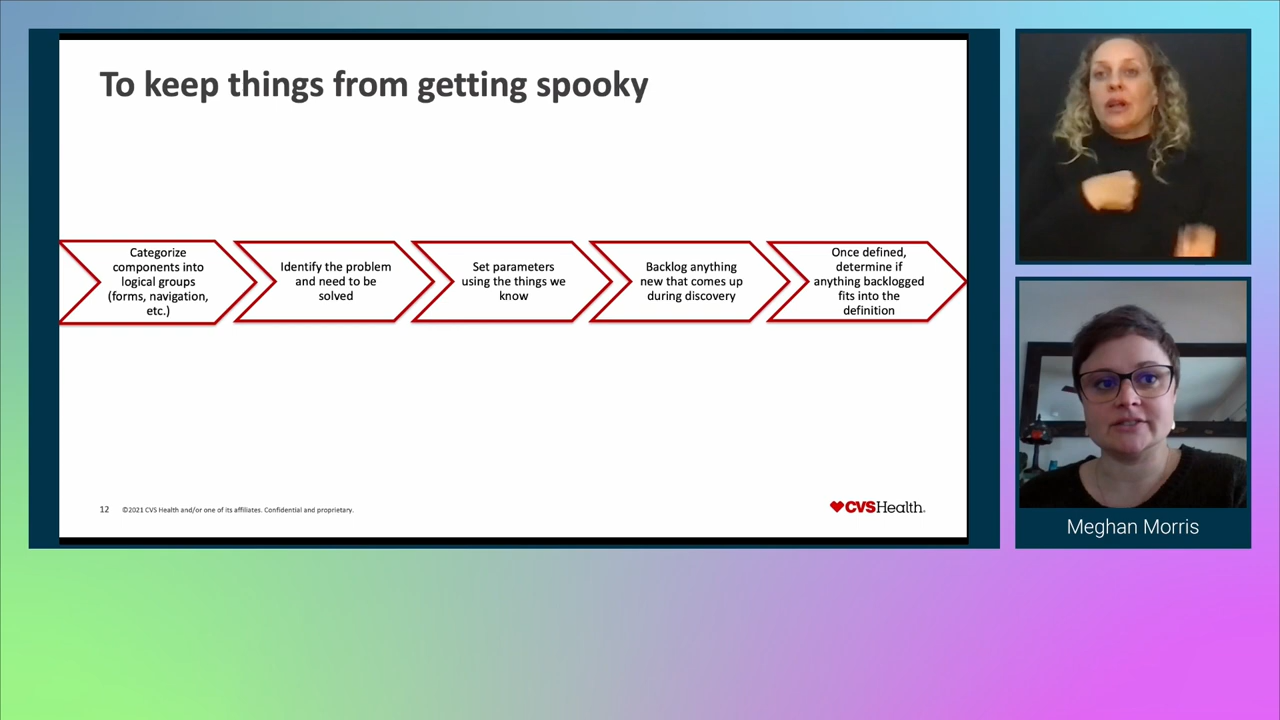 To keep things from getting spooky
Categorize
components into
logical groups
(forms, navigation,
etc.)
Identify the problem
and need to be
solved
Set parameters
using the things we
know
Backlog anything
new that comes up
during discovery
Once defined,
determine if
anything backlogged
fits into the
definition
12 ©2021 CVS Health and/or one of its affiliates. Confidential and proprietary.
CVSHealth.
Meghan Morris